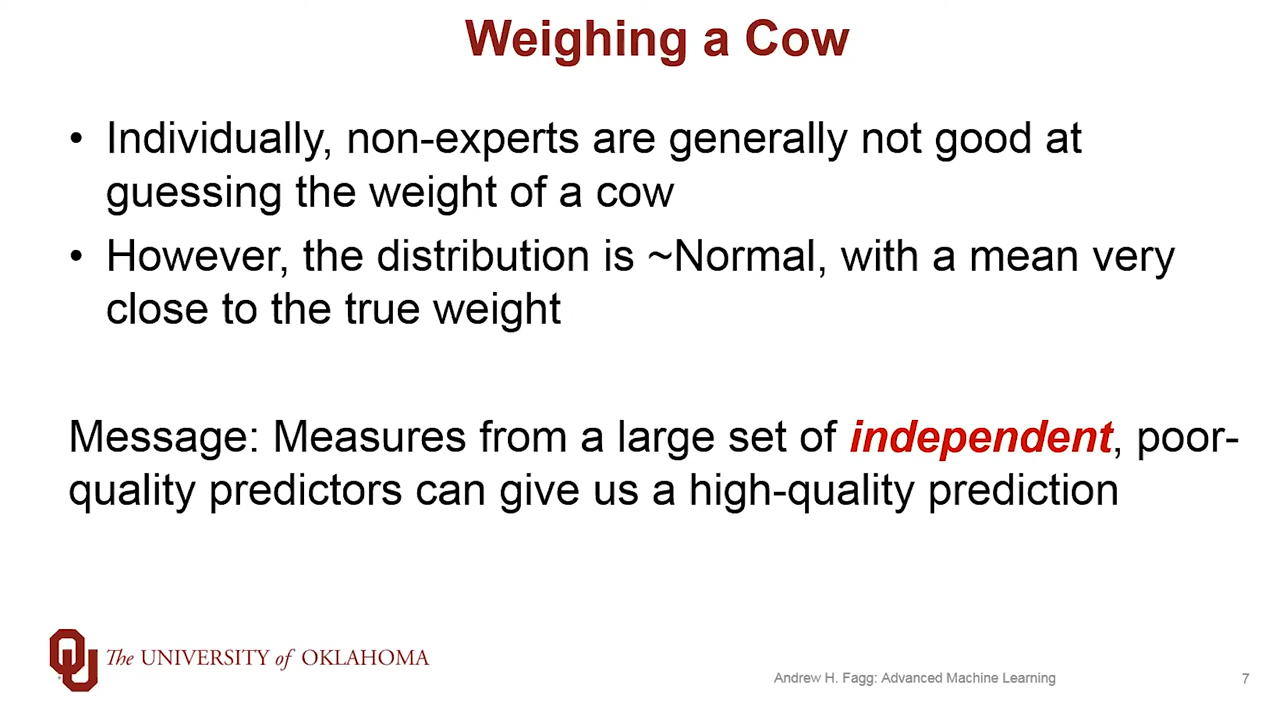 Weighing a Cow
• Individually, non-experts are generally not good at
guessing the weight of a cow
• However, the distribution is ~Normal, with a mean very
close to the true weight
Message: Measures from a large set of independent, poor-
quality predictors can give us a high-quality prediction
The UNIVERSITY of OKLAHOMA
Andrew H. Fagg: Advanced Machine Learning
7